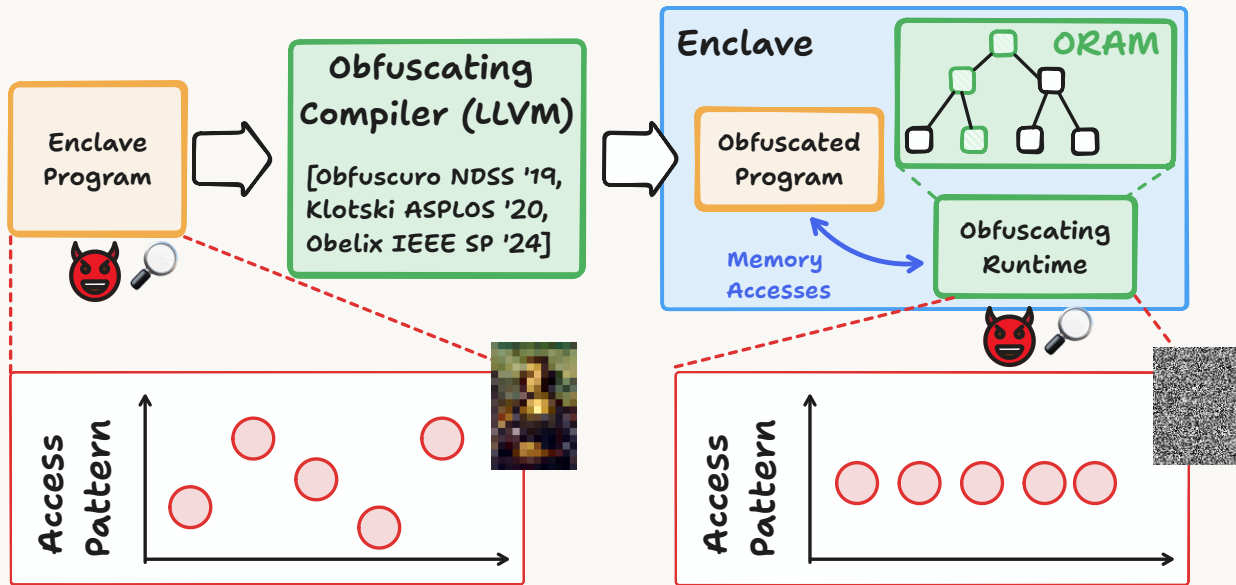 Enclave
Program
Obfuscating
Compiler (LLVM)
[Obfuscuro NDSS '19,
Klotski ASPLOS '20,
Obelix IEEE SP '24]
Enclave
ORAM
Obfuscated
Program
Obfuscating
Runtime
Memory
Accesses
Access
Pattern
Access
Pattern